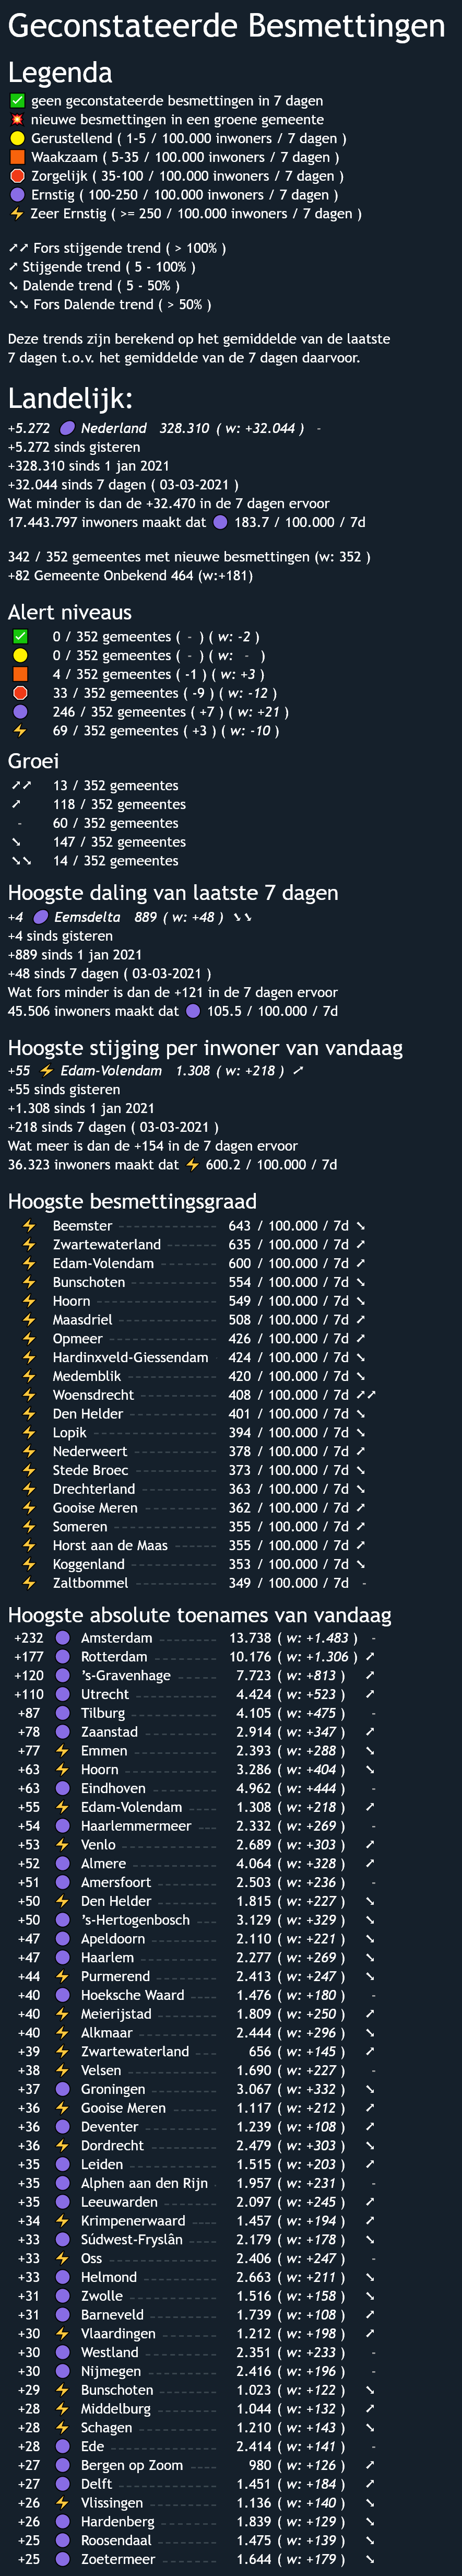 Geconstateerde Besmettingen
Legenda
geen geconstateerde besmettingen in 7 dagen
nieuwe besmettingen in een groene gemeente
Gerustellend ( 1-5 / 100.000 inwoners / 7 dagen )
Waakzaam ( 5-35 / 100.000 inwoners / 7 dagen )
Zorgelijk ( 35-100 / 100.000 inwoners / 7 dagen )
Ernstig ( 100-250 / 100.000 inwoners / 7 dagen )
Zeer Ernstig ( >= 250 / 100.000 inwoners / 7 dagen )
↗↗ Fors stijgende trend ( > 100% )
↗ Stijgende trend ( 5 - 100% )
↘ Dalende trend ( 5 - 50% )
↘↘ Fors Dalende trend ( > 50% )
Deze trends zijn berekend op het gemiddelde van de laatste
7 dagen t.o.v. het gemiddelde van de 7 dagen daarvoor.
Landelijk:
+5.272 Nederland 328.310 ( w: +32.044 ) -
+5.272 sinds gisteren
+328.310 sinds 1 jan 2021
+32.044 sinds 7 dagen ( 03-03-2021 )
Wat minder is dan de +32.470 in de 7 dagen ervoor
17.443.797 inwoners maakt dat 183.7 / 100.000 / 7d
342 / 352 gemeentes met nieuwe besmettingen (w: 352 )
+82 Gemeente Onbekend 464 (w:+181)
Alert niveaus
0 / 352 gemeentes ( - ) ( w: -2 )
0 / 352 gemeentes ( - ) ( w: - )
4 / 352 gemeentes ( -1 ) ( w: +3 )
33 / 352 gemeentes ( -9 ) ( w: -12 )
246 / 352 gemeentes ( +7 ) ( w: +21 )
69 / 352 gemeentes ( +3 ) ( w: -10 )
Groei
↗↗ 13 / 352 gemeentes
↗ 118 / 352 gemeentes
- 60 / 352 gemeentes
↘ 147 / 352 gemeentes
↘↘ 14 / 352 gemeentes
Hoogste daling van laatste 7 dagen
+4 Eemsdelta 889 ( w: +48 ) ↘↘
+4 sinds gisteren
+889 sinds 1 jan 2021
+48 sinds 7 dagen ( 03-03-2021 )
Wat fors minder is dan de +121 in de 7 dagen ervoor
45.506 inwoners maakt dat 105.5 / 100.000 / 7d
Hoogste stijging per inwoner van vandaag
+55 Edam-Volendam 1.308 ( w: +218 ) ↗
+55 sinds gisteren
+1.308 sinds 1 jan 2021
+218 sinds 7 dagen ( 03-03-2021 )
Wat meer is dan de +154 in de 7 dagen ervoor
36.323 inwoners maakt dat 600.2 / 100.000 / 7d
Hoogste besmettingsgraad
Beemster 643 / 100.000 / 7d ↘
Zwartewaterland 635 / 100.000 / 7d ↗
Edam-Volendam 600 / 100.000 / 7d ↗
Bunschoten 554 / 100.000 / 7d ↘
Hoorn 549 / 100.000 / 7d ↘
Maasdriel 508 / 100.000 / 7d ↗
Opmeer 426 / 100.000 / 7d ↗
Hardinxveld-Giessendam 424 / 100.000 / 7d ↘
Medemblik 420 / 100.000 / 7d ↘
Woensdrecht 408 / 100.000 / 7d ↗↗
Den Helder 401 / 100.000 / 7d ↘
Lopik 394 / 100.000 / 7d ↘
Nederweert 378 / 100.000 / 7d ↗
Stede Broec 373 / 100.000 / 7d ↘
Drechterland 363 / 100.000 / 7d ↘
Gooise Meren 362 / 100.000 / 7d ↗
Someren 355 / 100.000 / 7d ↗
Horst aan de Maas 355 / 100.000 / 7d ↗
Koggenland 353 / 100.000 / 7d ↘
Zaltbommel 349 / 100.000 / 7d -
Hoogste absolute toenames van vandaag
+232 Amsterdam 13.738 ( w: +1.483 ) -
+177 Rotterdam 10.176 ( w: +1.306 ) ↗
+120 's-Gravenhage 7.723 ( w: +813 ) ↗
+110 Utrecht 4.424 ( w: +523 ) ↗
+87 Tilburg 4.105 ( w: +475 ) -
+78 Zaanstad 2.914 ( w: +347 ) ↗
+77 Emmen 2.393 ( w: +288 ) ↘
+63 Hoorn 3.286 ( w: +404 ) ↘
+63 Eindhoven 4.962 ( w: +444 ) -
+55 Edam-Volendam 1.308 ( w: +218 ) ↗
+54 Haarlemmermeer 2.332 ( w: +269 ) -
+53 Venlo 2.689 ( w: +303 ) ↗
+52 Almere 4.064 ( w: +328 ) ↗
+51 Amersfoort 2.503 ( w: +236 ) -
+50 Den Helder 1.815 ( w: +227 ) ↘
+50 's-Hertogenbosch 3.129 ( w: +329 ) ↘
+47 Apeldoorn 2.110 ( w: +221 ) ↘
+47 Haarlem 2.277 ( w: +269 ) ↘
+44 Purmerend 2.413 ( w: +247 ) ↘
+40 Hoeksche Waard 1.476 ( w: +180 ) -
+40 Meierijstad 1.809 ( w: +250 ) ↗
+40 Alkmaar 2.444 ( w: +296 ) ↘
+39 Zwartewaterland 656 ( w: +145 ) ↗
+38 Velsen 1.690 ( w: +227 ) -
+37 Groningen 3.067 ( w: +332 ) ↘
+36 Gooise Meren 1.117 ( w: +212 ) ↗
+36 Deventer 1.239 ( w: +108 ) ↗
+36 Dordrecht 2.479 ( w: +303 ) ↘
+35 Leiden 1.515 ( w: +203 ) ↗
+35 Alphen aan den Rijn 1.957 ( w: +231 ) -
+35 Leeuwarden 2.097 ( w: +245 ) ↗
+34 Krimpenerwaard 1.457 ( w: +194 ) ↗
+33 Súdwest-Fryslân 2.179 ( w: +178 ) ↘
+33 Oss 2.406 ( w: +247 ) -
+33 Helmond 2.663 ( w: +211 ) ↘
+31 Zwolle 1.516 ( w: +158 ) ↘
+31 Barneveld 1.739 ( w: +108 ) ↗
+30 Vlaardingen 1.212 ( w: +198 ) ↗
+30 Westland 2.351 ( w: +233 ) -
+30 Nijmegen 2.416 ( w: +196 ) -
+29 Bunschoten 1.023 ( w: +122 ) ↘
+28 Middelburg 1.044 ( w: +132 ) ↗
+28 Schagen 1.210 ( w: +143 ) ↘
+28 Ede 2.414 ( w: +141 ) -
+27 Bergen op Zoom 980 ( w: +126 ) ↗
+27 Delft 1.451 ( w: +184 ) ↗
+26 Vlissingen 1.136 ( w: +140 ) ↘
+26 Hardenberg 1.839 ( w: +129 ) ↘
+25 Roosendaal 1.475 ( w: +139 ) ↘
+25 Zoetermeer 1.644 ( w: +179 ) ↘